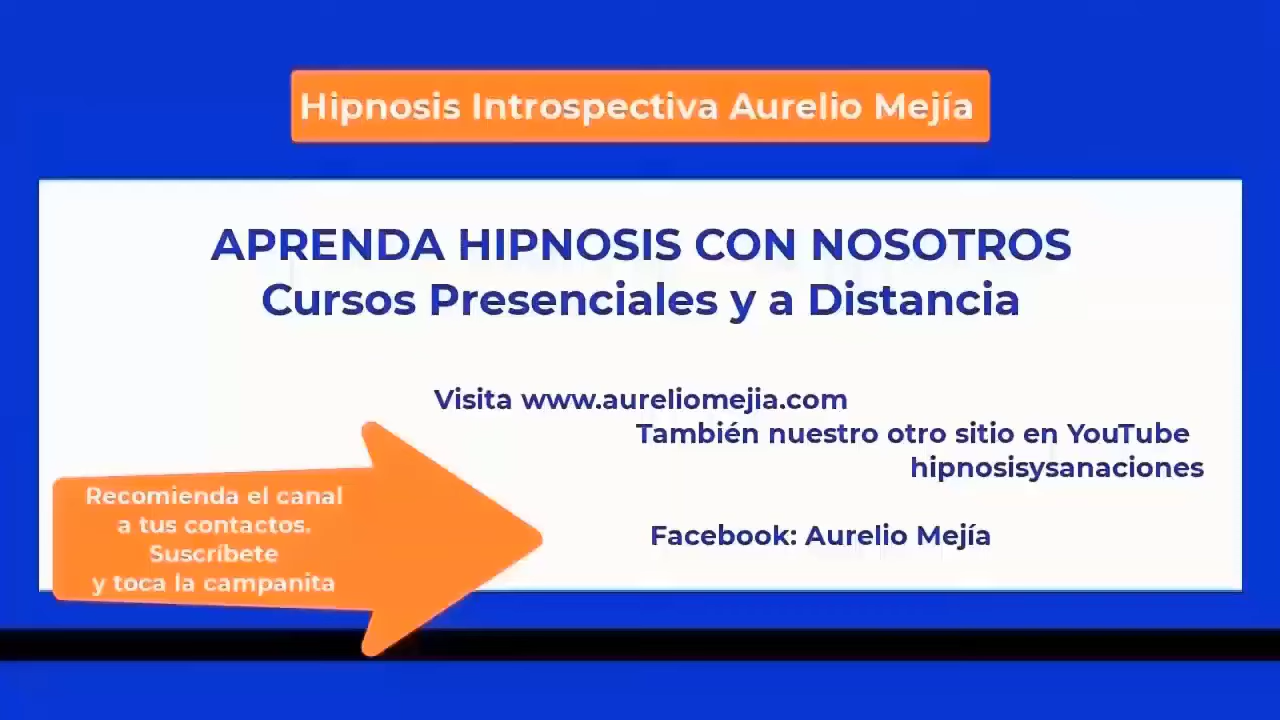 Hipnosis Introspectiva Aurelio Mejía
APRENDA HIPNOSIS CON NOSOTROS
Cursos Presenciales y a Distancia
Visita www.aureliomejia.com
También nuestro otro sitio en YouTube
hipnosisysanaciones
Facebook: Aurelio Mejía
Recomienda el canal
a tus contactos.
Suscríbete
y toca la campanita